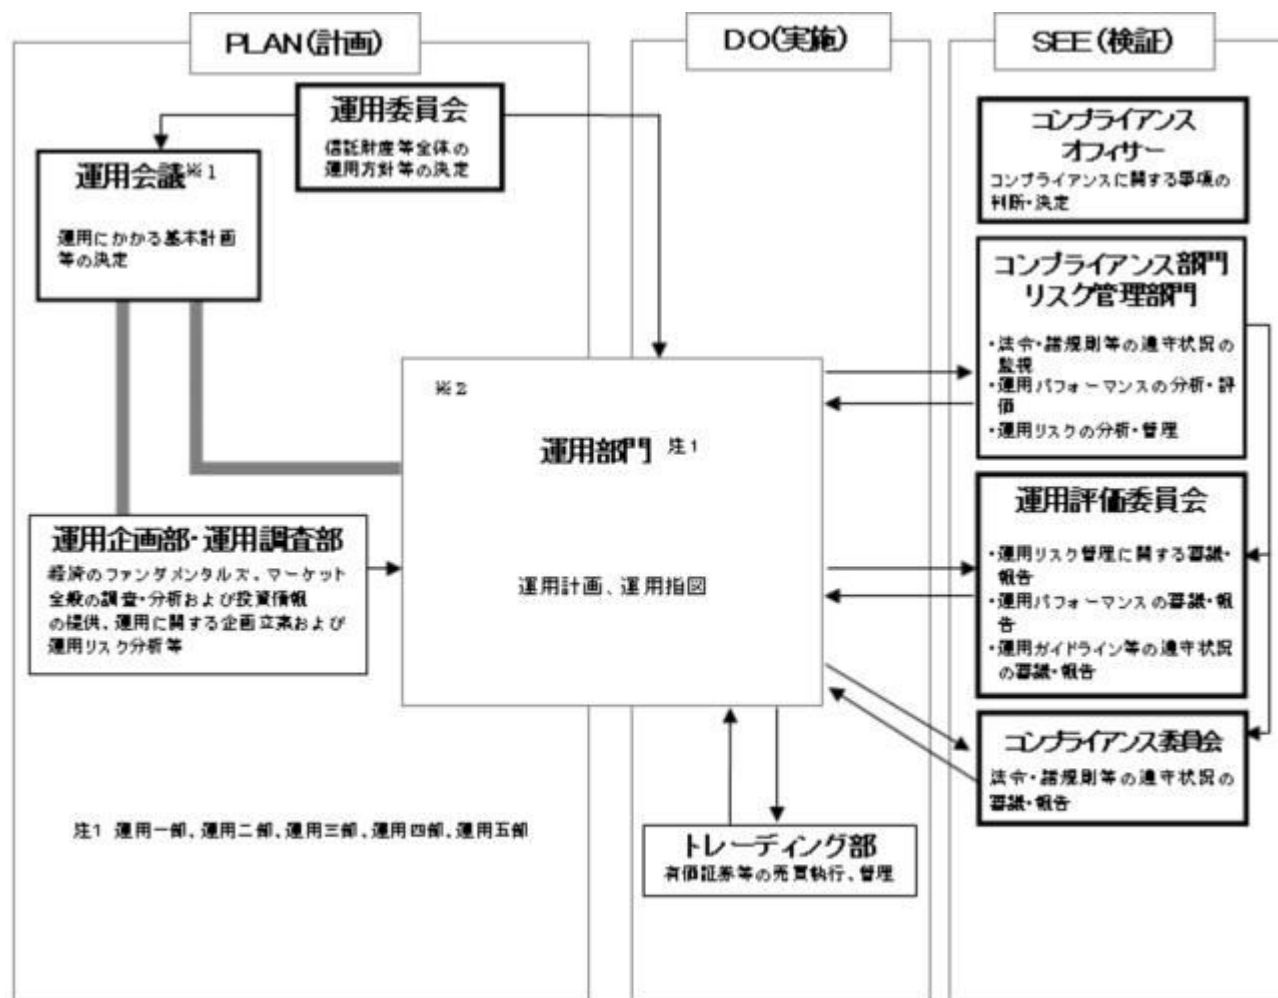 PLAN(計画)
運用委員会
信託財産等全体の
運用方針等の決定
運用会議※1
運用にかかる基本計画
等の決定
運用企画部・運用調査部
経済のファンダメンタルズ、マーケット
全般の調査・分析および投資情報
の提供、運用に関する企画立案および
運用リスク分析等
注1 運用一部、運用二部、運用三部、運用四部、運用五部
DO(実施)
※2
運用部門 注1
運用計画、運用指図
トレーディング部
有価証券等の売買執行、管理
SEE(検証)
コンプライアンス
オフィサー
コンプライアンスに関する事項の
判断・決定
コンプライアンス部門
リスク管理部門
・法令・諸規則等の遵守状況の
監視
・運用パフォーマンスの分析・評
価
・運用リスクの分析・管理
運用評価委員会
・運用リスク管理に関する審議・
報告
・運用パフォーマンスの審議・報
告
・運用ガイドライン等の遵守状況
の審議・報告
コンプライアンス委員会
法令・諸規則等の遵守状況の
審議・報告